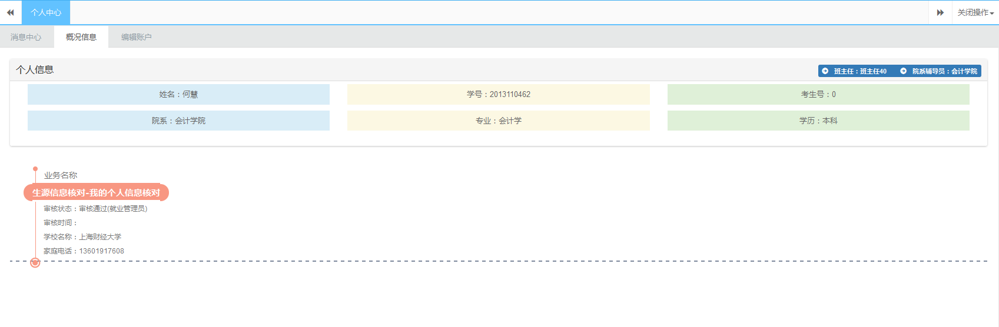 个人中心 关闭操作
消息中心 概况信息 编辑账户
个人信息 班主任：班主任40 院系辅导员：会计学院
姓名：何慧 学号：2013110462 考生号：0
院系：会计学院 专业：会计学 学历：本科
业务名称
生源信息核对-我的个人信息核对
审核状态：审核通过(就业管理员)
审核时间：
学校名称：上海财经大学
家庭电话：13601917608